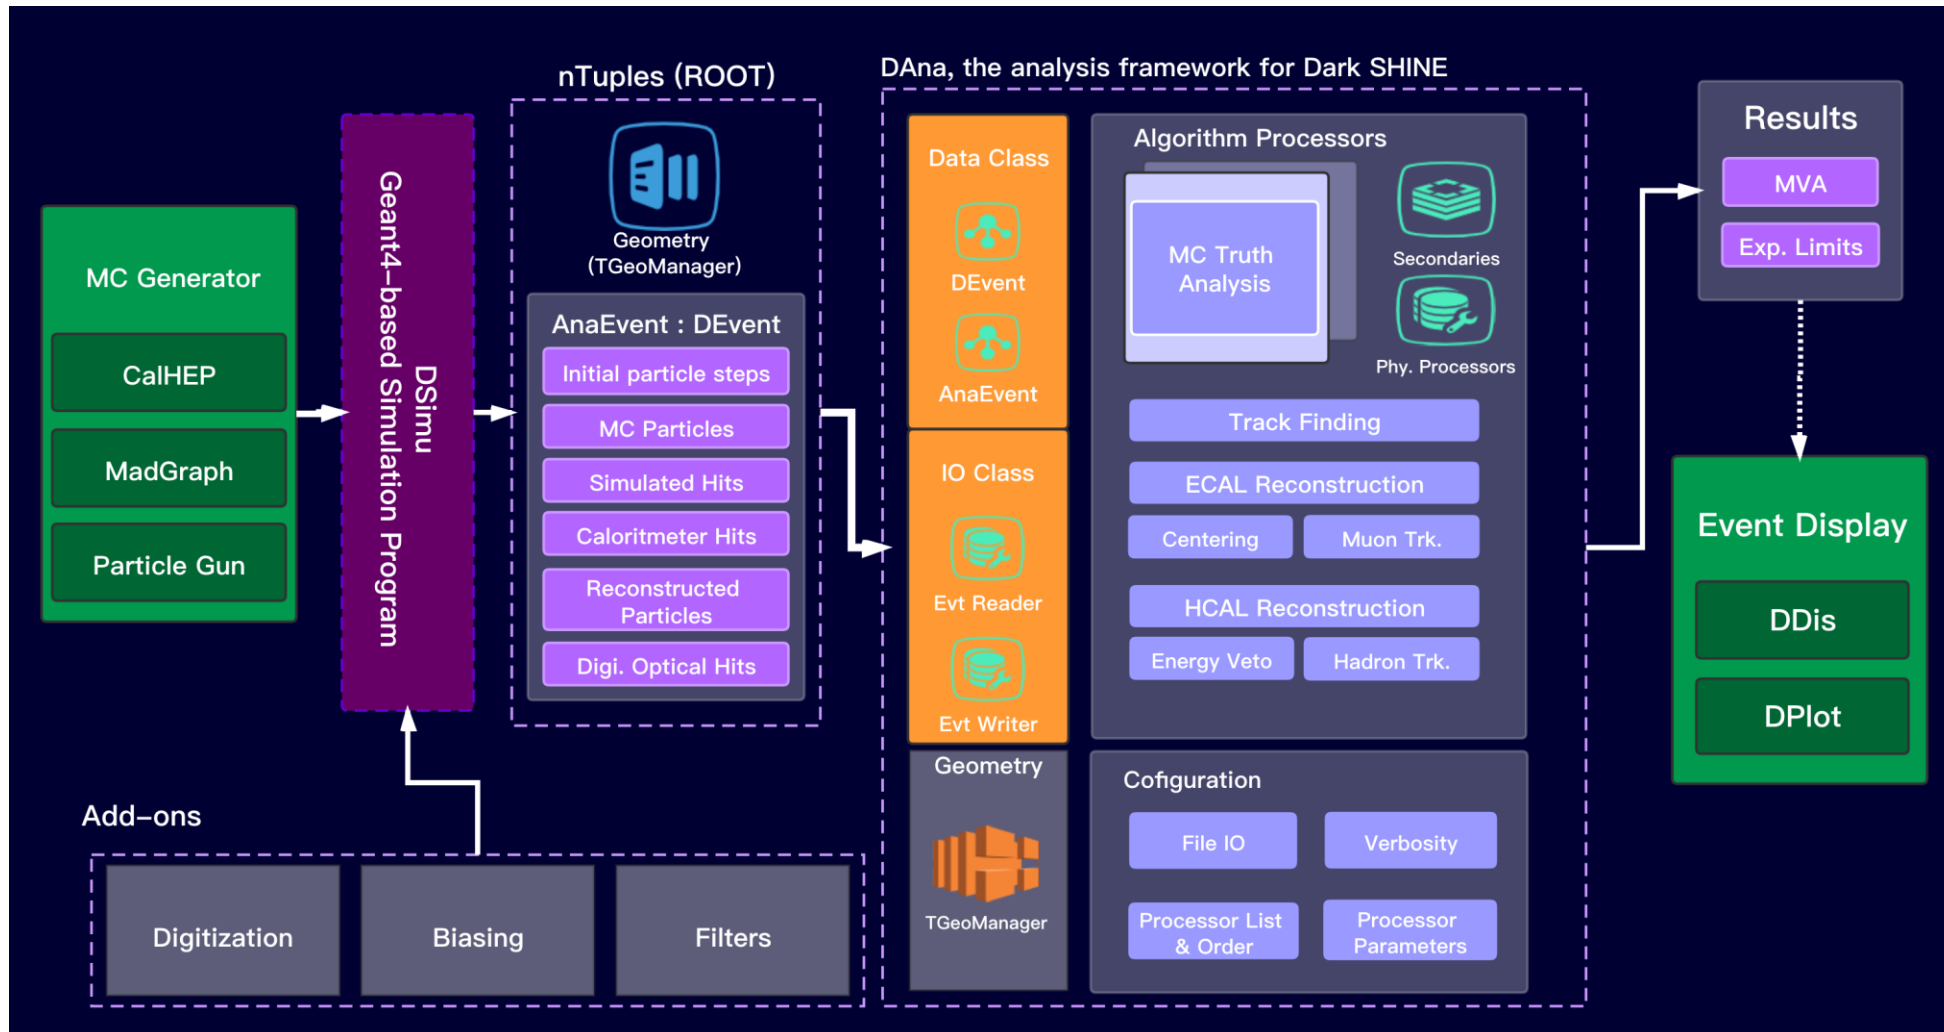 MC Generator
CalHEP
MadGraph
Particle Gun
DSimu
Geant4-based Simulation Program
Add-ons
Digitization
Biasing
Filters
nTuples (ROOT)
Geometry
(TGeoManager)
AnaEvent : DEvent
Initial particle steps
MC Particles
Simulated Hits
Caloritmeter Hits
Reconstructed
Particles
Digi. Optical Hits
DAna, the analysis framework for Dark SHINE
Data Class
DEvent
AnaEvent
IO Class
Evt Reader
Evt Writer
Geometry
TGeoManager
Algorithm Processors
MC Truth
Analysis
Secondaries
Phy. Processors
Track Finding
ECAL Reconstruction
Centering
Muon Trk.
HCAL Reconstruction
Energy Veto
Hadron Trk.
Cofiguration
File IO
Verbosity
Processor List
& Order
Processor
Parameters
Results
MVA
Exp. Limits
Event Display
DDis
DPlot